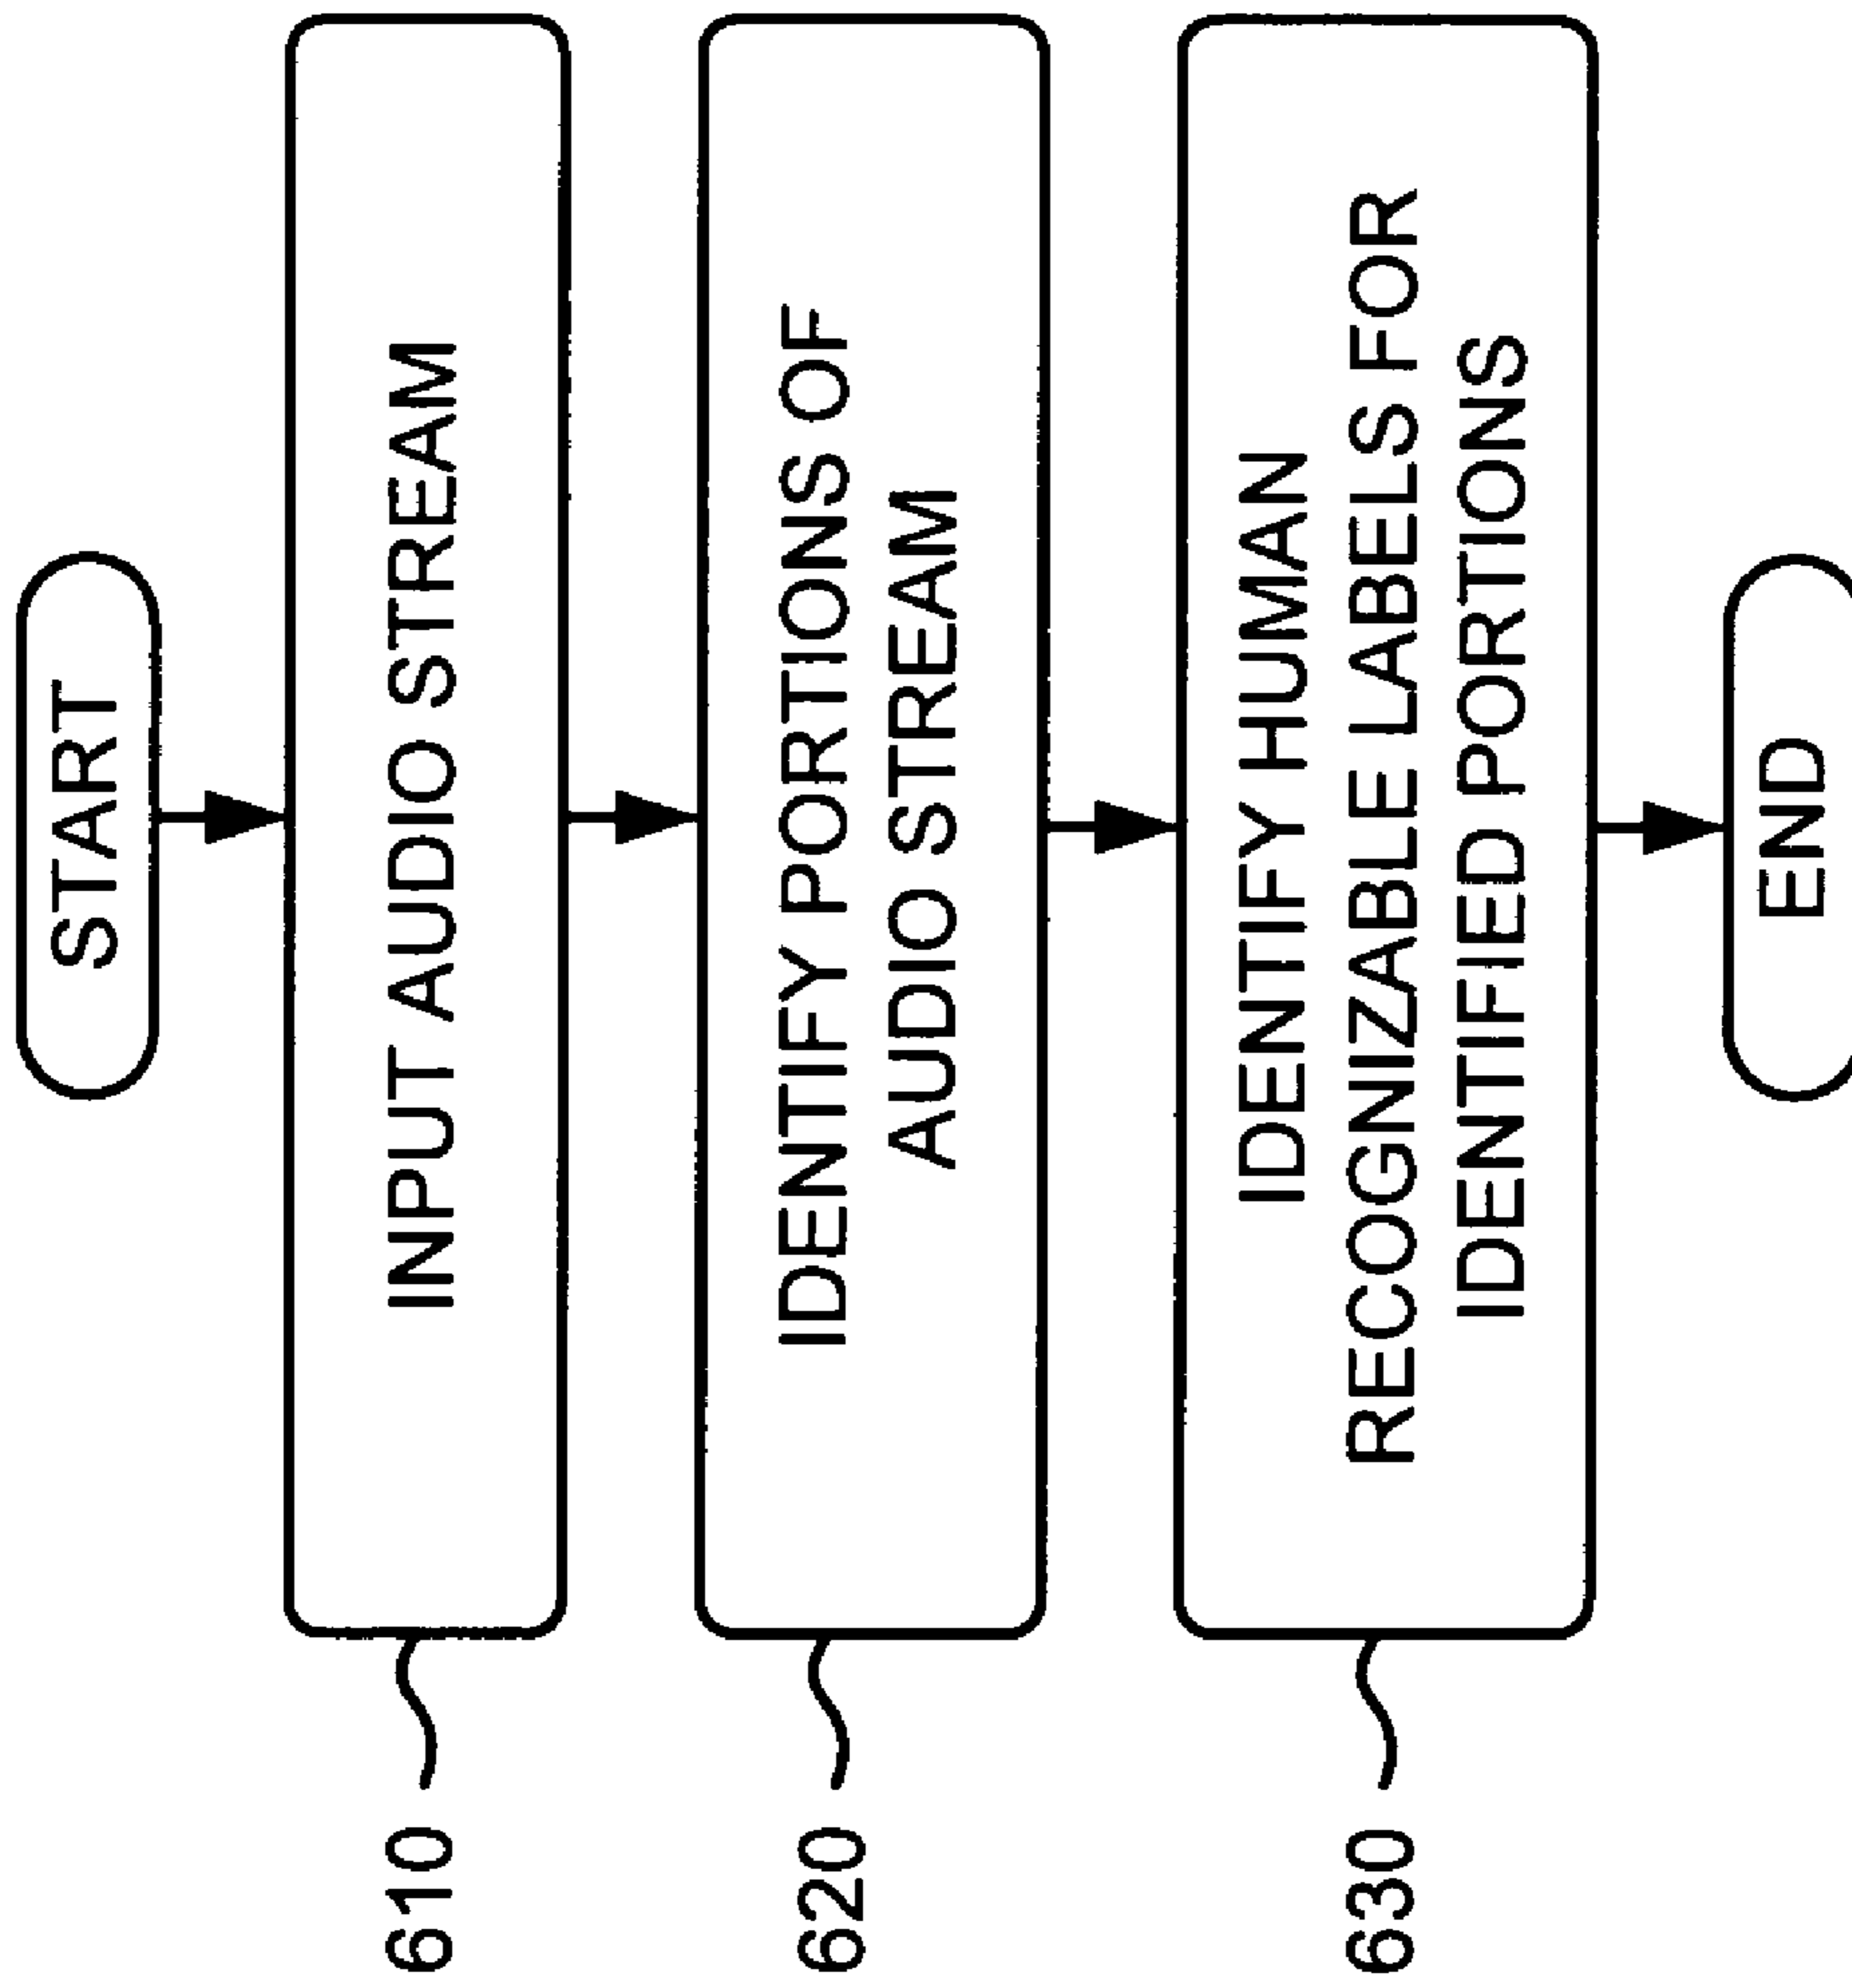 START
610
INPUT AUDIO STREAM
620
IDENTIFY PORTIONS OF
AUDIO STREAM
630
IDENTIFY HUMAN
RECOGNIZABLE LABELS FOR
IDENTIFIED PORTIONS
END